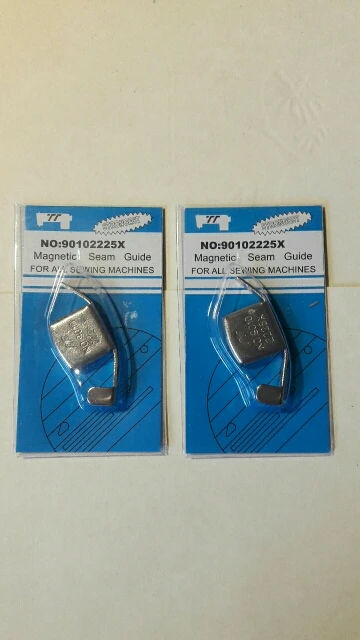 NO:90102225X
Magnetic Seam Guide
FOR ALL SEWING MACHINES
NO:90102225X
Magnetic Seam Guide
FOR ALL SEWING MACHINES